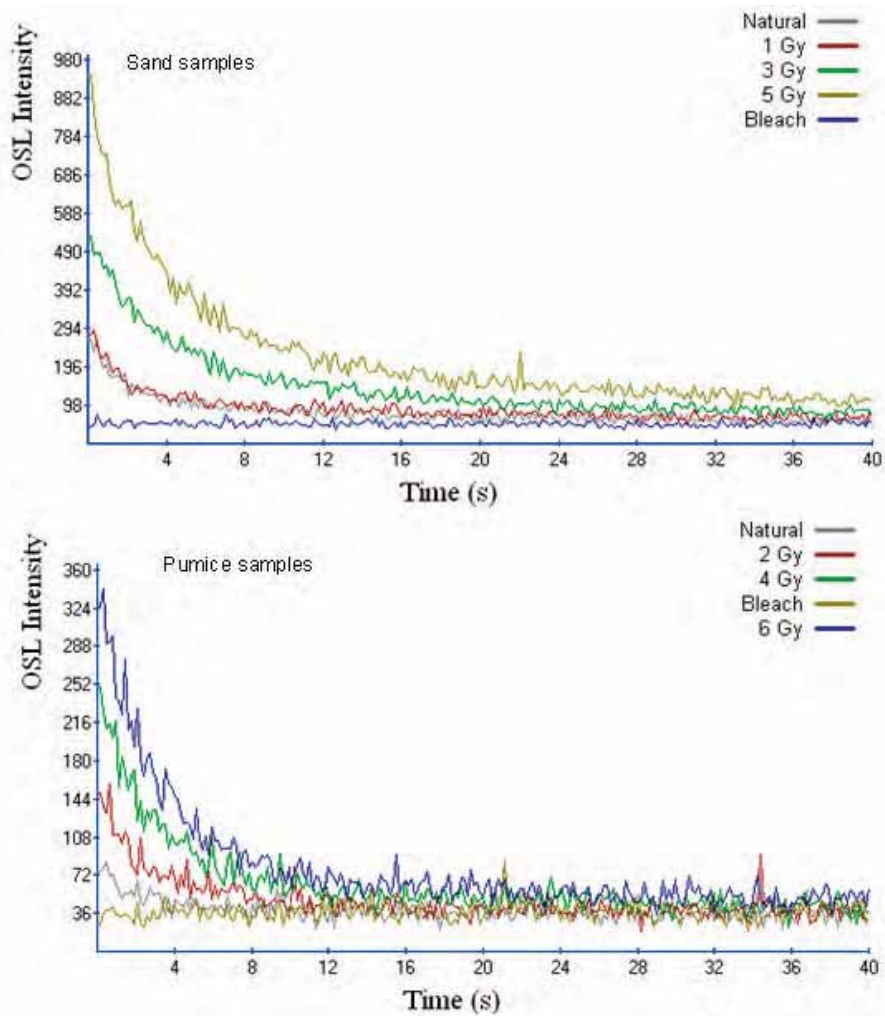 Natural
1 Gy
3 Gy
5 Gy
Bleach
Sand samples
OSL Intensity
980
882
784
686
588
490
392
294
196
98
4 8 12 16 20 24 28 32 36 40
Time (s)
Natural
2 Gy
4 Gy
Bleach
6 Gy
Pumice samples
OSL Intensity
360
324
288
252
216
180
144
108
72
36
4 8 12 16 20 24 28 32 36 40
Time (s)